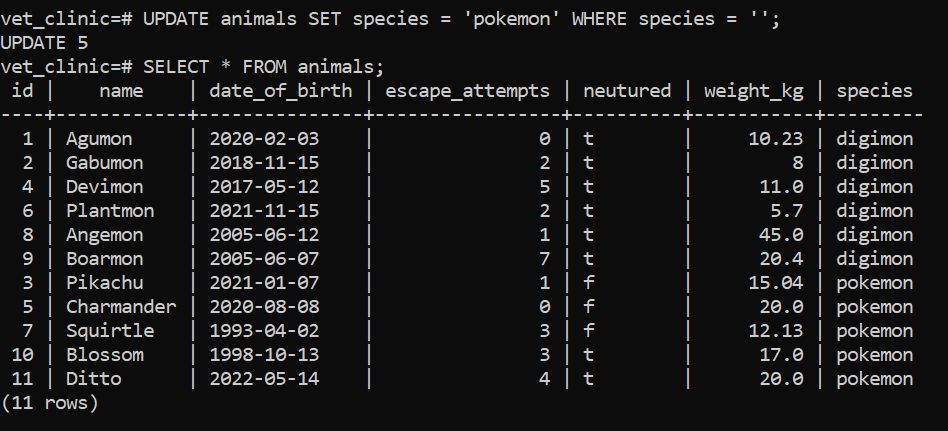 vet_clinic=# UPDATE animals SET species = 'pokemon' WHERE species = '';
UPDATE 5
vet_clinic=# SELECT * FROM animals;
 id |    name    | date_of_birth | escape_attempts | neutured | weight_kg | species
----+------------+---------------+-----------------+----------+-----------+---------
  1 | Agumon     | 2020-02-03    |               0 | t        |     10.23 | digimon
  2 | Gabumon    | 2018-11-15    |               2 | t        |         8 | digimon
  4 | Devimon    | 2017-05-12    |               5 | t        |      11.0 | digimon
  6 | Plantmon   | 2021-11-15    |               2 | t        |       5.7 | digimon
  8 | Angemon    | 2005-06-12    |               1 | t        |      45.0 | digimon
  9 | Boarmon    | 2005-06-07    |               7 | t        |      20.4 | digimon
  3 | Pikachu    | 2021-01-07    |               1 | f        |     15.04 | pokemon
  5 | Charmander | 2020-08-08    |               0 | f        |      20.0 | pokemon
  7 | Squirtle   | 1993-04-02    |               3 | f        |     12.13 | pokemon
 10 | Blossom    | 1998-10-13    |               3 | t        |      17.0 | pokemon
 11 | Ditto      | 2022-05-14    |               4 | t        |      20.0 | pokemon
(11 rows)